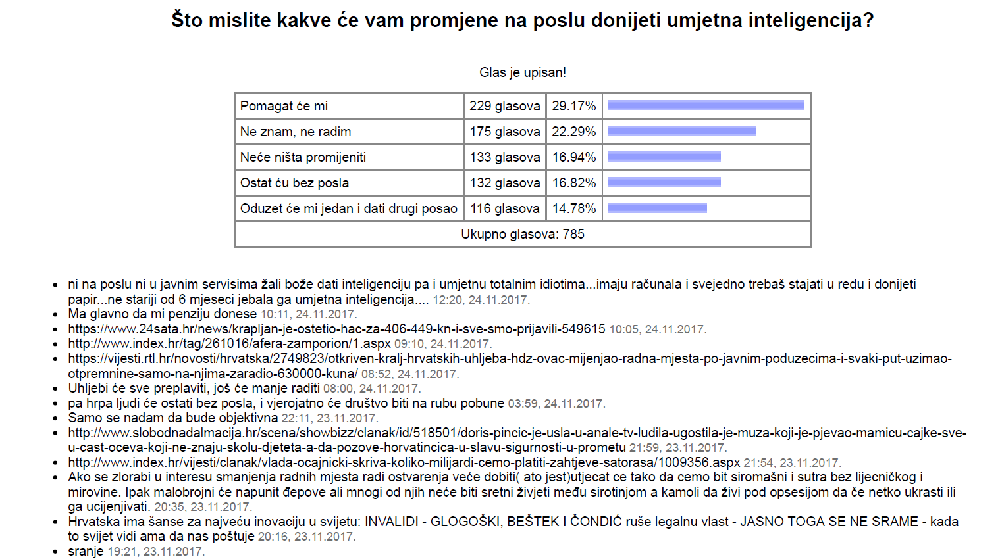 Što mislite kakve će vam promjene na poslu donijeti umjetna inteligencija?
Glas je upisan!
Pomagat će mi 229 glasova 29.17%
Ne znam, ne radim 175 glasova 22.29%
Neće ništa promijeniti 133 glasova 16.94%
Ostat ću bez posla 132 glasova 16.82%
Oduzet će mi jedan i dati drugi posao 116 glasova 14.78%
Ukupno glasova: 785
ni na poslu ni u javnim servisima žali bože dati inteligenciju pa i umjetnu totalnim idiotima...imaju računala i svejedno trebaš stajati u redu i donijeti
papir...ne stariji od 6 mjeseci jebala ga umjetna inteligencija.... 12:20, 24.11.2017.
Ma glavno da mi penziju donese 10:11, 24.11.2017.
https://www.24sata.hr/news/krapljan-je-ostetio-hac-za-406-449-kn-i-sve-smo-prijavili-549615 10:05, 24.11.2017.
http://www.index.hr/tag/261016/afera-zamporion/1.aspx 09:10, 24.11.2017.
https://vijesti.rtl.hr/novosti/hrvatska/2749823/otkriven-kralj-hrvatskih-uhljeba-hdz-ovac-mijenjao-radna-mjesta-po-javnim-poduzecima-i-svaki-put-uzimao-
otpremnine-samo-na-njima-zaradio-630000-kuna/ 08:52, 24.11.2017.
Uhljebi će sve preplaviti, još će manje raditi 08:00, 24.11.2017.
pa hrpa ljudi će ostati bez posla, i vjerojatno će društvo biti na rubu pobune 03:59, 24.11.2017.
Samo se nadam da bude objektivna 22:11, 23.11.2017.
http://www.slobodnadalmacija.hr/scena/showbizz/clanak/id/518501/doris-pincic-je-usla-u-anale-tv-ludila-ugostila-je-muza-koji-je-pjevao-mamicu-cajke-sve-
u-cast-oceva-koji-ne-znaju-skolu-djeteta-a-da-pozove-horvatincica-u-slavu-sigurnosti-u-prometu 21:59, 23.11.2017.
http://www.index.hr/vijesti/clanak/vlada-ocajnicki-skriva-koliko-milijardi-cemo-platiti-zahtjeve-satorasa/1009356.aspx 21:54, 23.11.2017.
Ako se zlorabi u interesu smanjenja radnih mjesta radi ostvarenja veće dobiti( ato jest)utjecat ce tako da cemo bit siromašni i sutra bez lijecničkog i
mirovine. Ipak malobrojni će napunit đepove ali mnogi od njih neće biti sretni živjeti među sirotinjom a kamoli da živi pod opsesijom da če netko ukrasti ili
ga ucijenjivati. 20:35, 23.11.2017.
Hrvatska ima šanse za najveću inovaciju u svijetu: INVALIDI - GLOGOŠKI, BEŠTEK I ČONDIĆ ruše legalnu vlast - JASNO TOGA SE NE SRAME - kada
to svijet vidi ama da nas poštuje 20:16, 23.11.2017.
sranje 19:21, 23.11.2017.